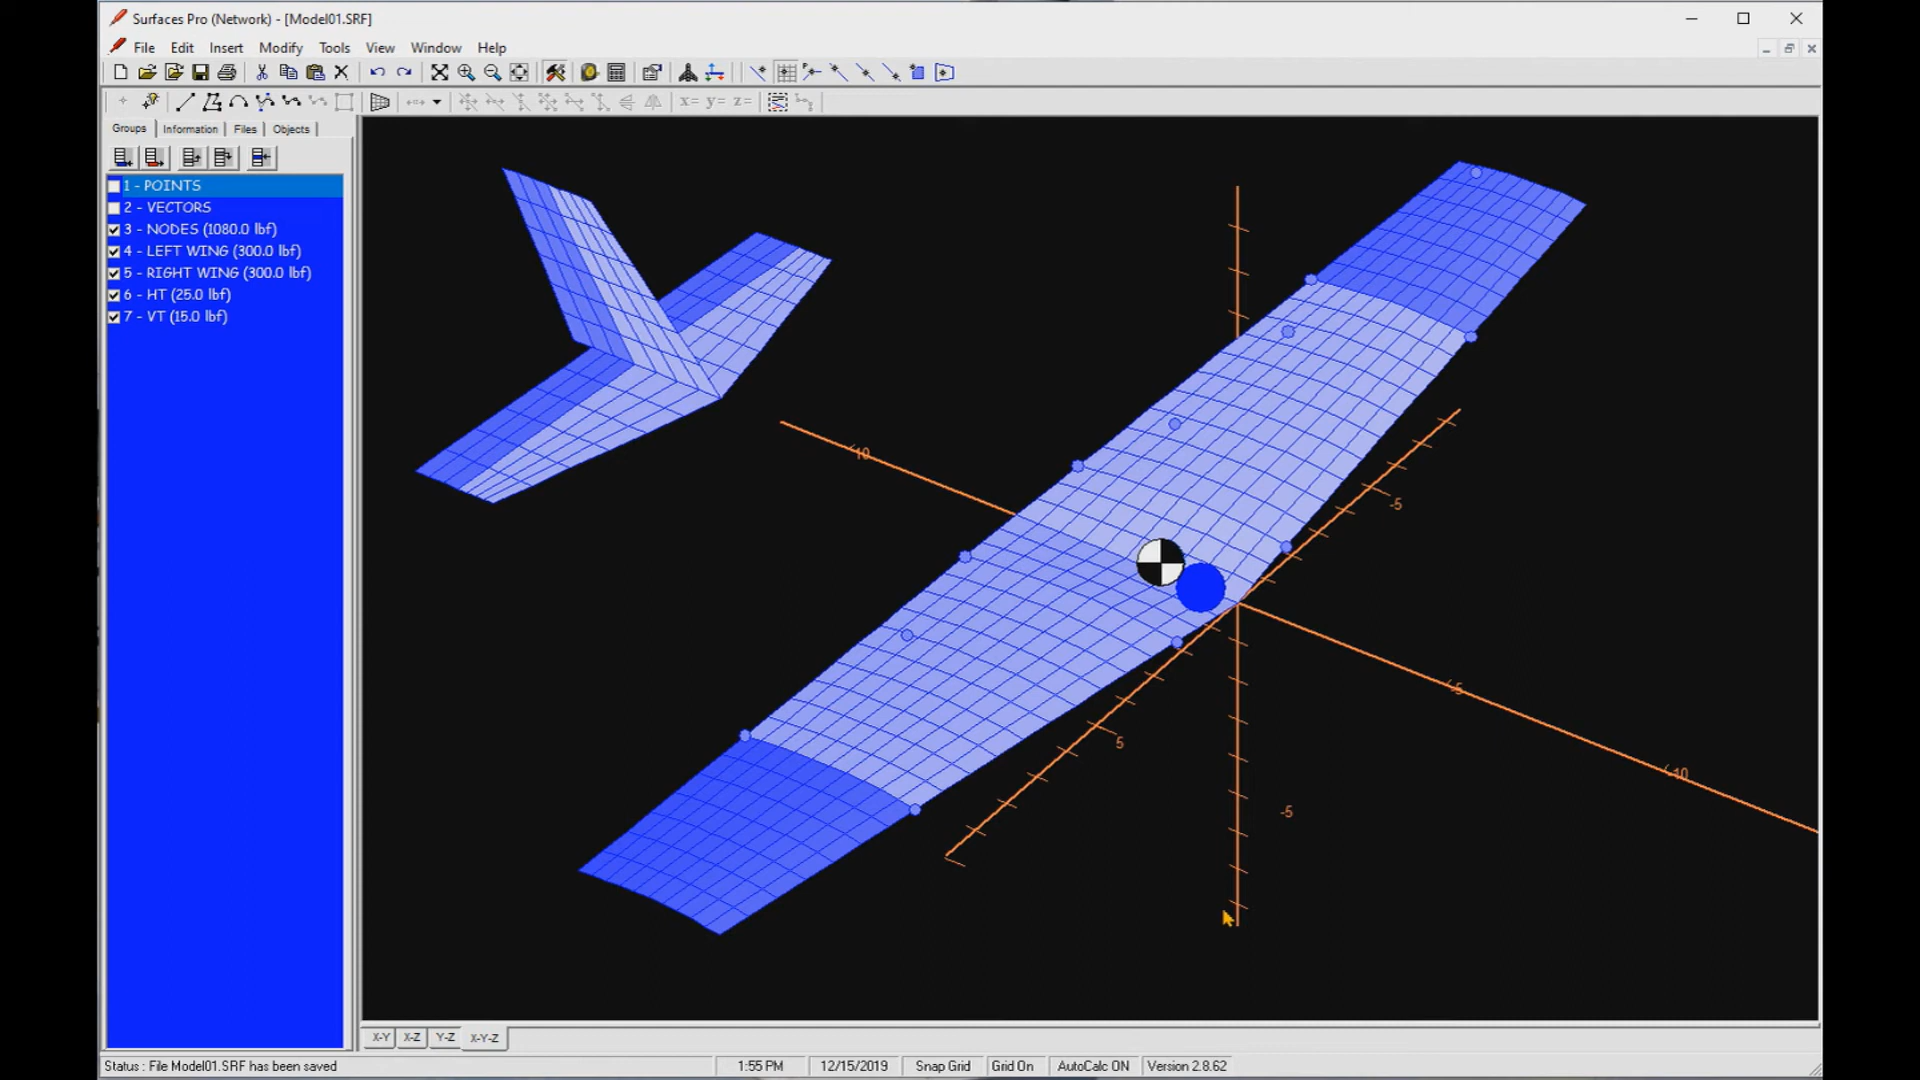 Surfaces Pro (Network) - [Model01.SRF]
File Edit Insert Modify Tools View Window Help
x= y= z=
Groups Information Files Objects
1 - POINTS
2 - VECTORS
3 - NODES (1080.0 lbf)
4 - LEFT WING (300.0 lbf)
5 - RIGHT WING (300.0 lbf)
6 - HT (25.0 lbf)
7 - VT (15.0 lbf)
10
-5
-5
5
-10
-5
X-Y X-Z Y-Z X-Y-Z
Status : File Model01.SRF has been saved 1:55 PM 12/15/2019 Snap Grid Grid On AutoCalc ON Version 2.8.62